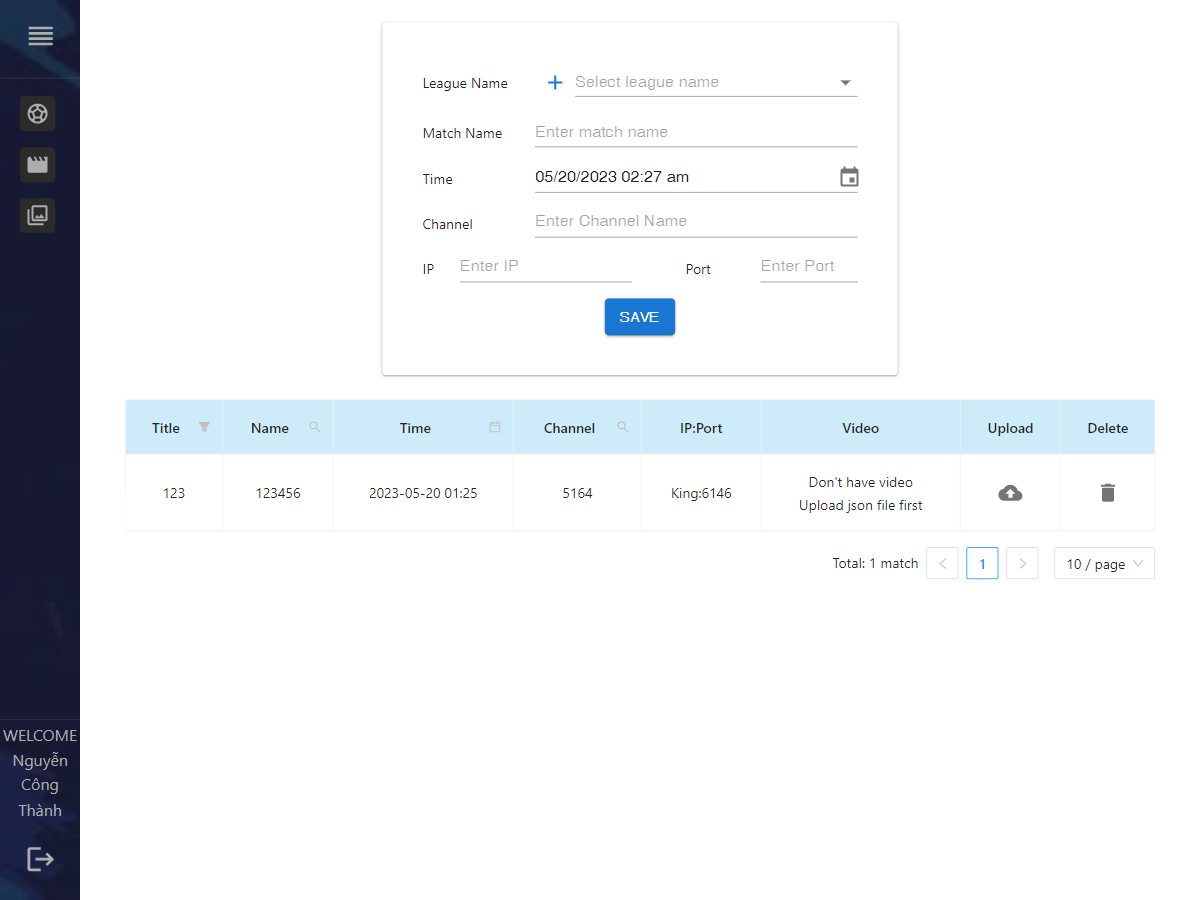 League Name
Select league name
Match Name
Enter match name
Time
05/20/2023 02:27 am
Channel
Enter Channel Name
IP
Enter IP
Port
Enter Port
SAVE
Title
Name
Time
Channel
IP:Port
Video
Upload
Delete
123
123456
2023-05-20 01:25
5164
King:6146
Don't have video
Upload json file first
Total: 1 match
1
10 / page
WELCOME
Nguyễn
Công
Thành